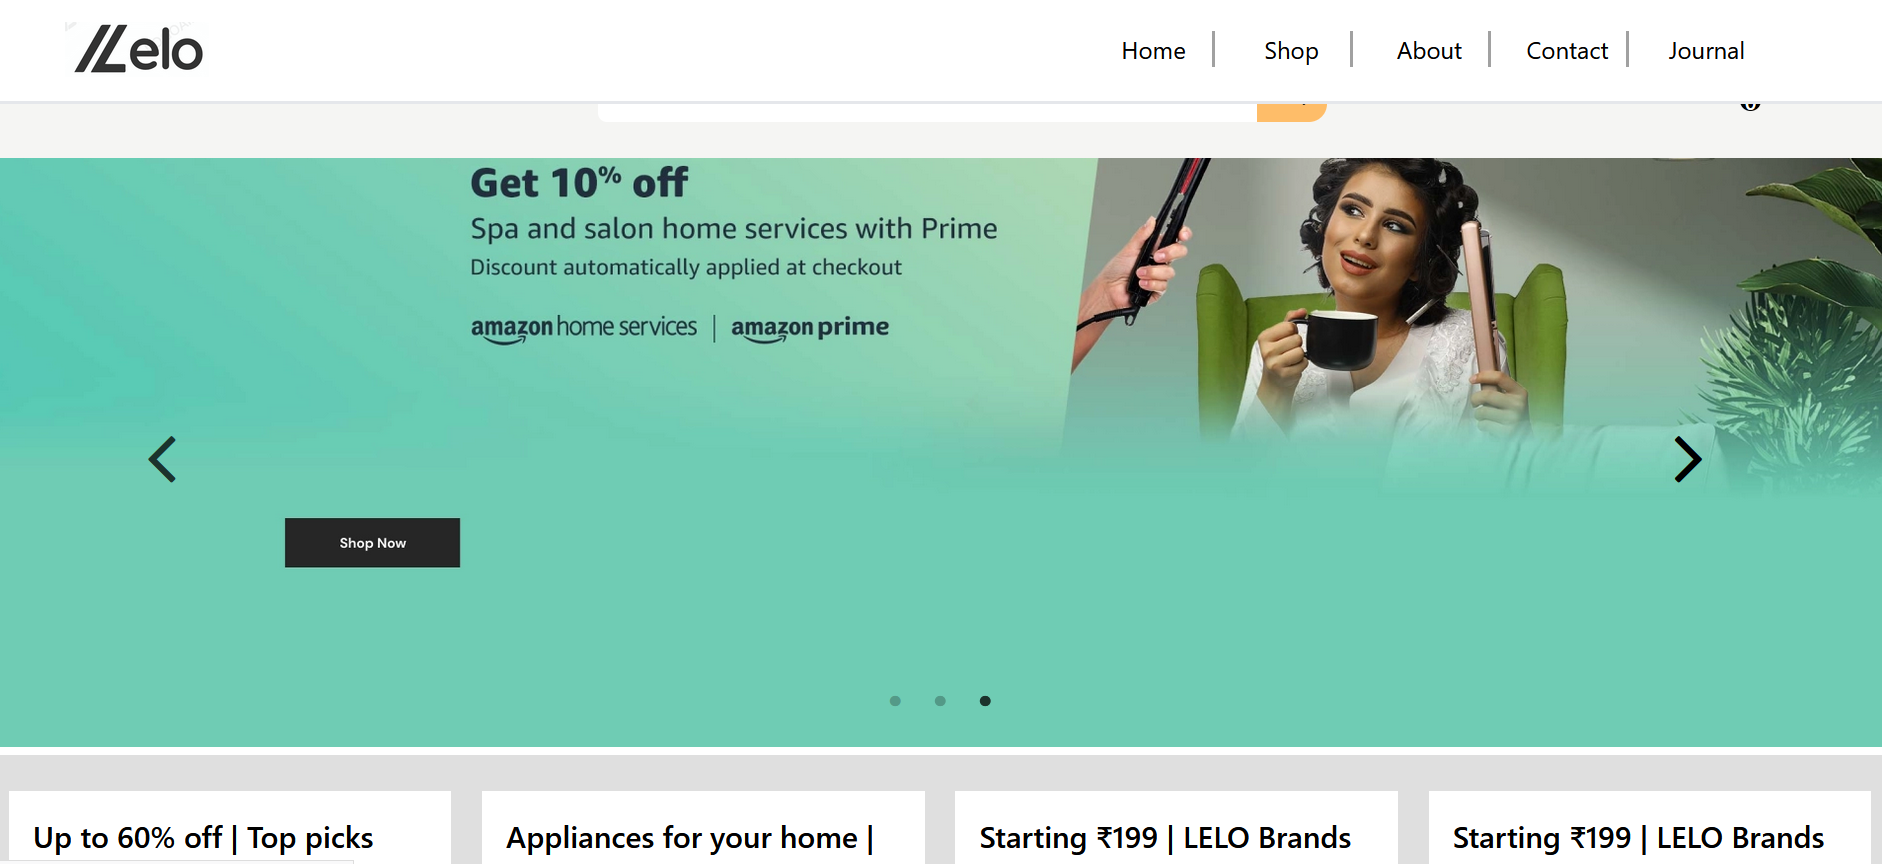 Lelo
Home
Shop
About
Contact
Journal
Get 10% off
Spa and salon home services with Prime
Discount automatically applied at checkout
amazon home services | amazon prime
Shop Now
Up to 60% off | Top picks
Appliances for your home |
Starting ₹199 | LELO Brands
Starting ₹199 | LELO Brands